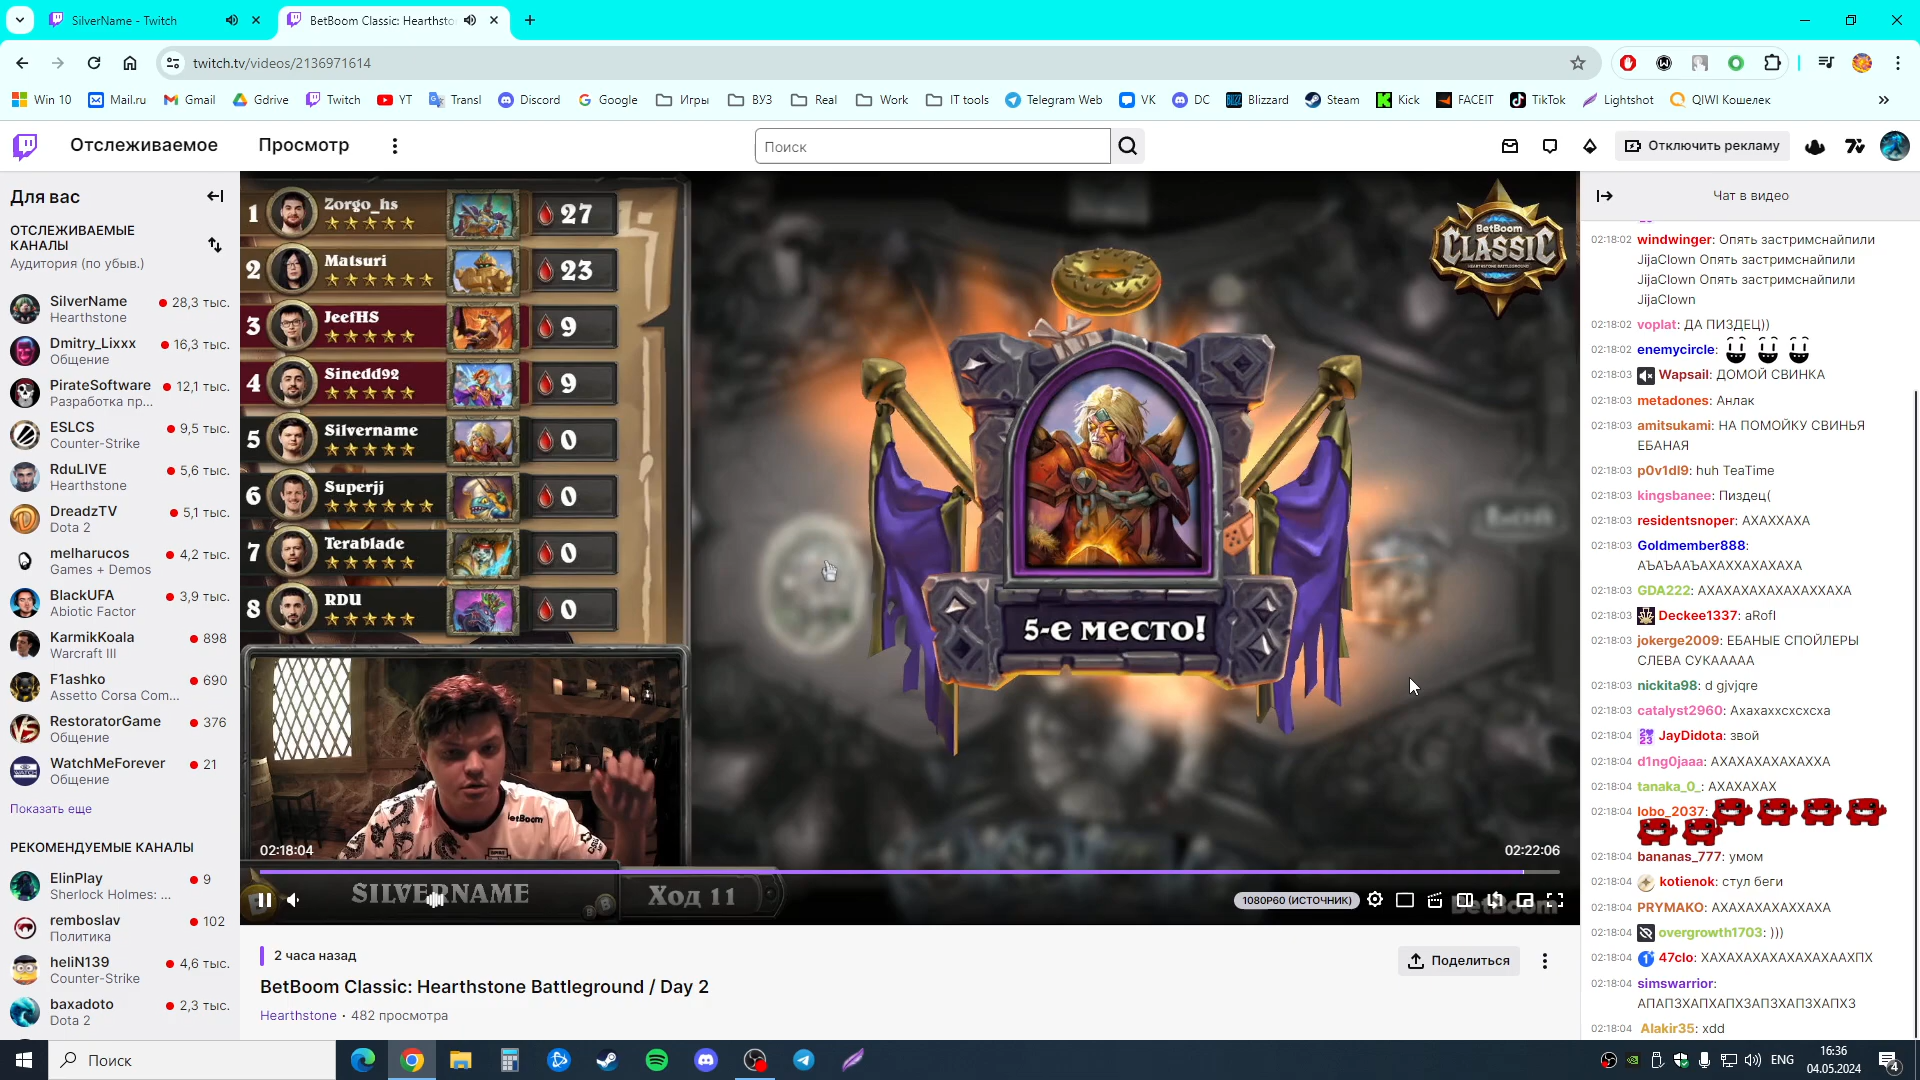 SilverName - Twitch
BetBoom Classic: Hearthsto
twitch.tv/videos/2136971614
Win 10
Mail.ru
Gmail
Gdrive
Twitch
YT
Transl
Discord
Google
Игры
ВУЗ
Real
Work
IT tools
Telegram Web
VK
DC
Blizzard
Steam
Kick
FACEIT
TikTok
Lightshot
QIWI Кошелек
Отслеживаемое
Просмотр
Поиск
Отключить рекламу
Для вас
ОТСЛЕЖИВАЕМЫЕ
КАНАЛЫ
Аудитория (по убыв.)
SilverName 28,3 тыс.
Hearthstone
Dmitry_Lixxx 16,3 тыс.
Общение
PirateSoftware 12,1 тыс.
Разработка пр...
ESLCS 9,5 тыс.
Counter-Strike
RduLIVE 5,6 тыс.
Hearthstone
DreadzTV 5,1 тыс.
Dota 2
melharucos 4,2 тыс.
Games + Demos
BlackUFA 3,9 тыс.
Abiotic Factor
KarmikKoala 898
Warcraft III
F1ashko 690
Assetto Corsa Com...
RestoratorGame 376
Общение
WatchMeForever 21
Общение
Показать еще
РЕКОМЕНДУЕМЫЕ КАНАЛЫ
ElinPlay 9
Sherlock Holmes: ...
remboslav 102
Политика
heliN139 4,6 тыс.
Counter-Strike
baxadoto 2,3 тыс.
Dota 2
1 Zorgo_hs 27
2 Matsuri 23
3 JeefHS 9
4 Sinedd92 9
5 Silvername 0
6 Superjj 0
7 Terablade 0
8 RDU 0
BetBoom
CLASSIC
HEARTHSTONE BATTLEGROUND
5-е место!
BetBoom
02:18:04
02:22:06
SILVERNAME
Ход 11
1080P60 (ИСТОЧНИК)
BetBoom
2 часа назад
BetBoom Classic: Hearthstone Battleground / Day 2
Hearthstone • 482 просмотра
Поделиться
Чат в видео
02:18:02 windwinger: Опять застримснайпили
JijaClown Опять застримснайпили
JijaClown Опять застримснайпили
JijaClown
02:18:02 voplat: ДА ПИЗДЕЦ))
02:18:02 enemycircle:
02:18:03 Wapsail: ДОМОЙ СВИНКА
02:18:03 metadones: Анлак
02:18:03 amitsukami: НА ПОМОЙКУ СВИНЬЯ
ЕБАНАЯ
02:18:03 p0v1dl9: huh TeaTime
02:18:03 kingsbanee: Пиздец(
02:18:03 residentsnoper: АХАХХАХА
02:18:03 Goldmember888:
АЪАЪААЪАХАХХАХАХАХА
02:18:03 GDA222: АХАХАХАХАХАХАХХАХА
02:18:03 Deckee1337: aRofl
02:18:03 jokerge2009: ЕБАНЫЕ СПОЙЛЕРЫ
СЛЕВА СУКААААА
02:18:03 nickita98: d gjvjqre
02:18:03 catalyst2960: Ахахаххсхсхсха
02:18:04 JayDidota: звой
02:18:04 d1ng0jaaa: АХАХАХАХАХАХХА
02:18:04 tanaka_0_: АХАХАХАХ
02:18:04 lobo_2037:
02:18:04 bananas_777: умом
02:18:04 kotienok: стул беги
02:18:04 PRYMAKO: АХАХАХАХАХХАХА
02:18:04 overgrowth1703: )))
02:18:04 47clo: ХАХАХАХАХАХАХАХААХПХ
02:18:04 simswarrior:
АПАПЗХАПХАПХЗАПЗХАПЗХАПХЗ
02:18:04 Alakir35: xdd
Поиск
ENG
16:36
04.05.2024
4